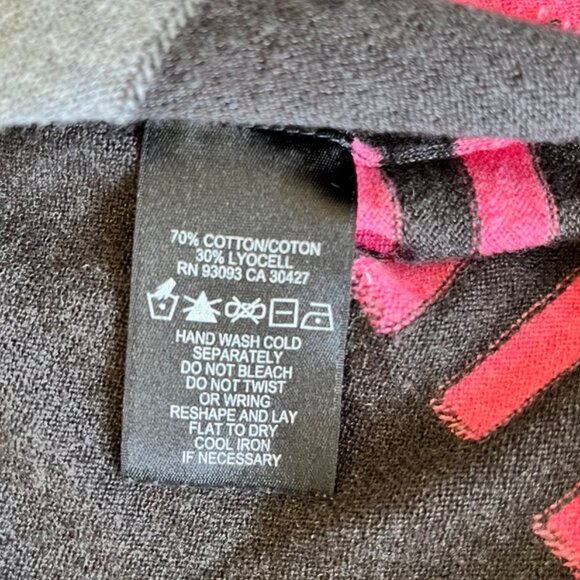 70% COTTON/COTON
30% LYOCELL
RN 93093 CA 30427
HAND WASH COLD
SEPARATELY
DO NOT BLEACH
DO NOT TWIST
OR WRING
RESHAPE AND LAY
FLAT TO DRY
COOL IRON
IF NECESSARY